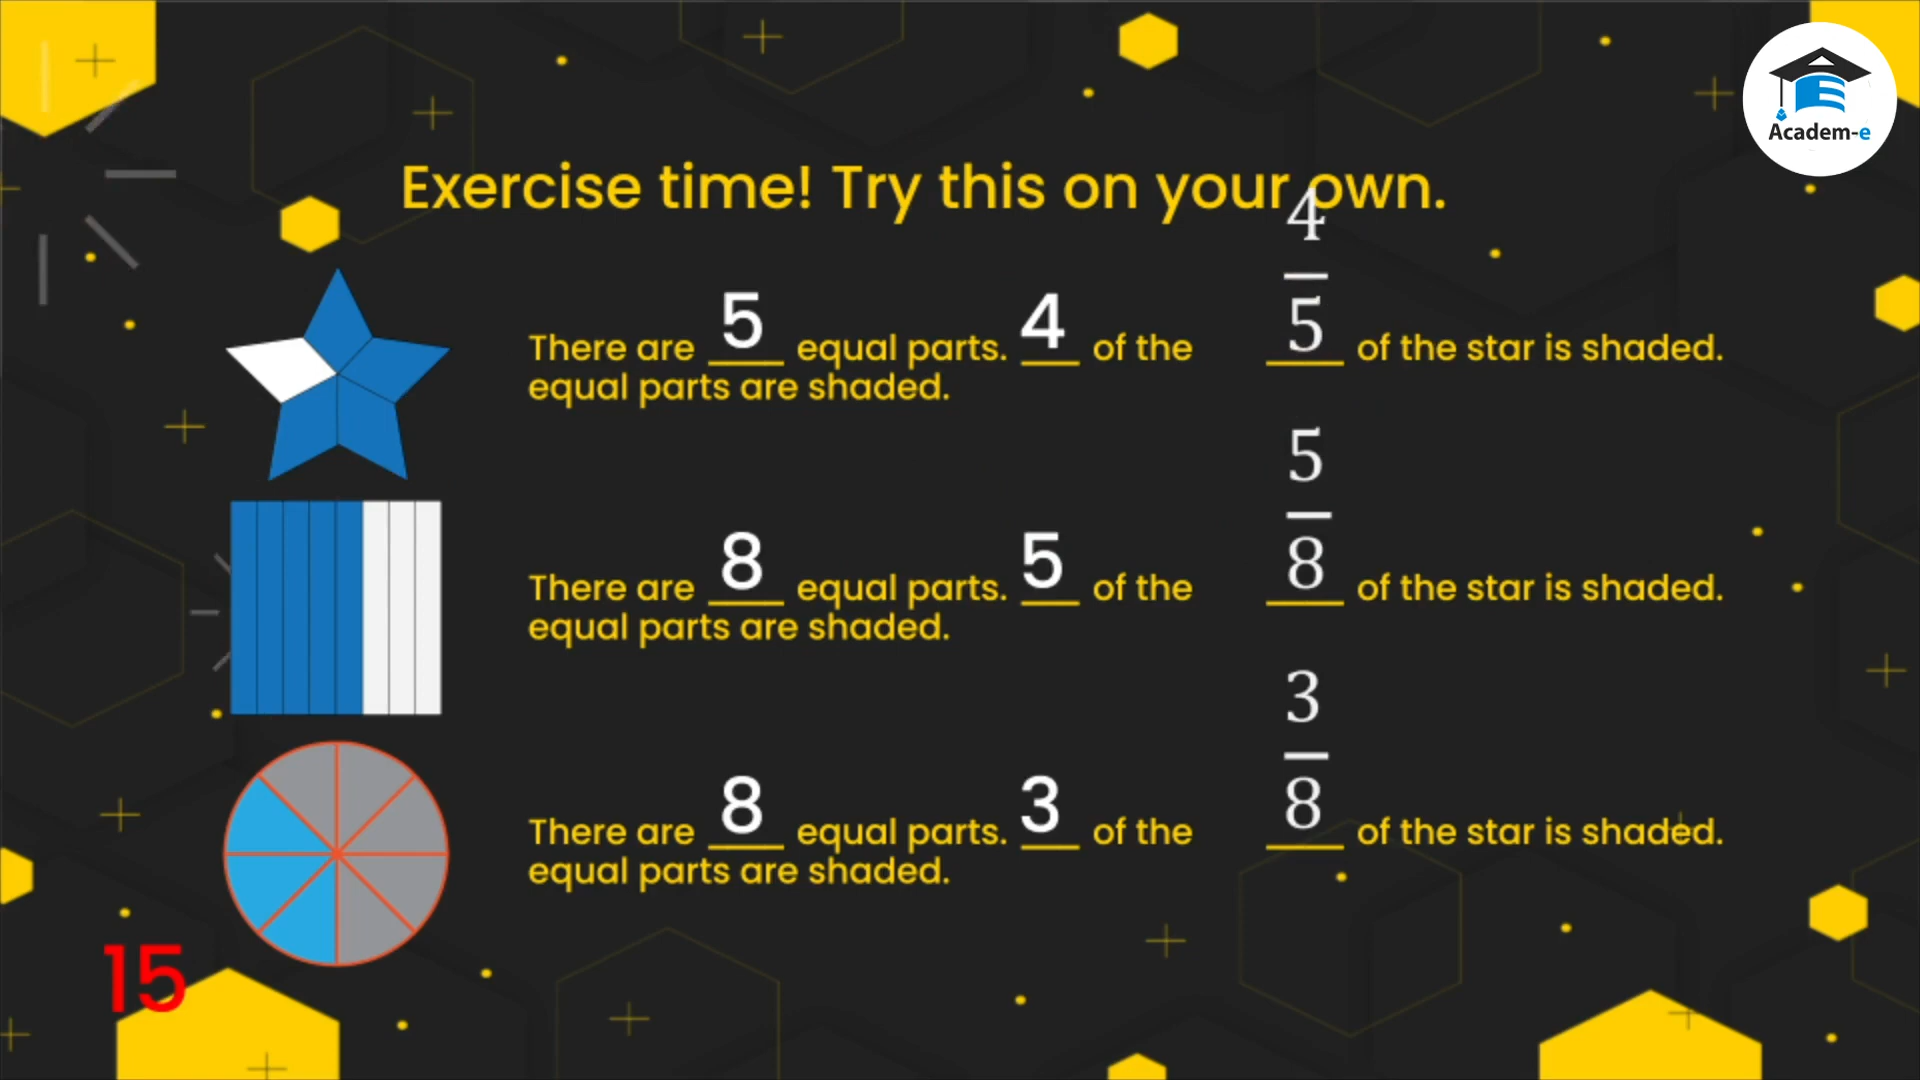 Academ-e
Exercise time! Try this on your own.
There are 5 equal parts. 4 of the
equal parts are shaded.
4
5
of the star is shaded.
There are 8 equal parts. 5 of the
equal parts are shaded.
5
8
of the star is shaded.
There are 8 equal parts. 3 of the
equal parts are shaded.
3
8
of the star is shaded.
15